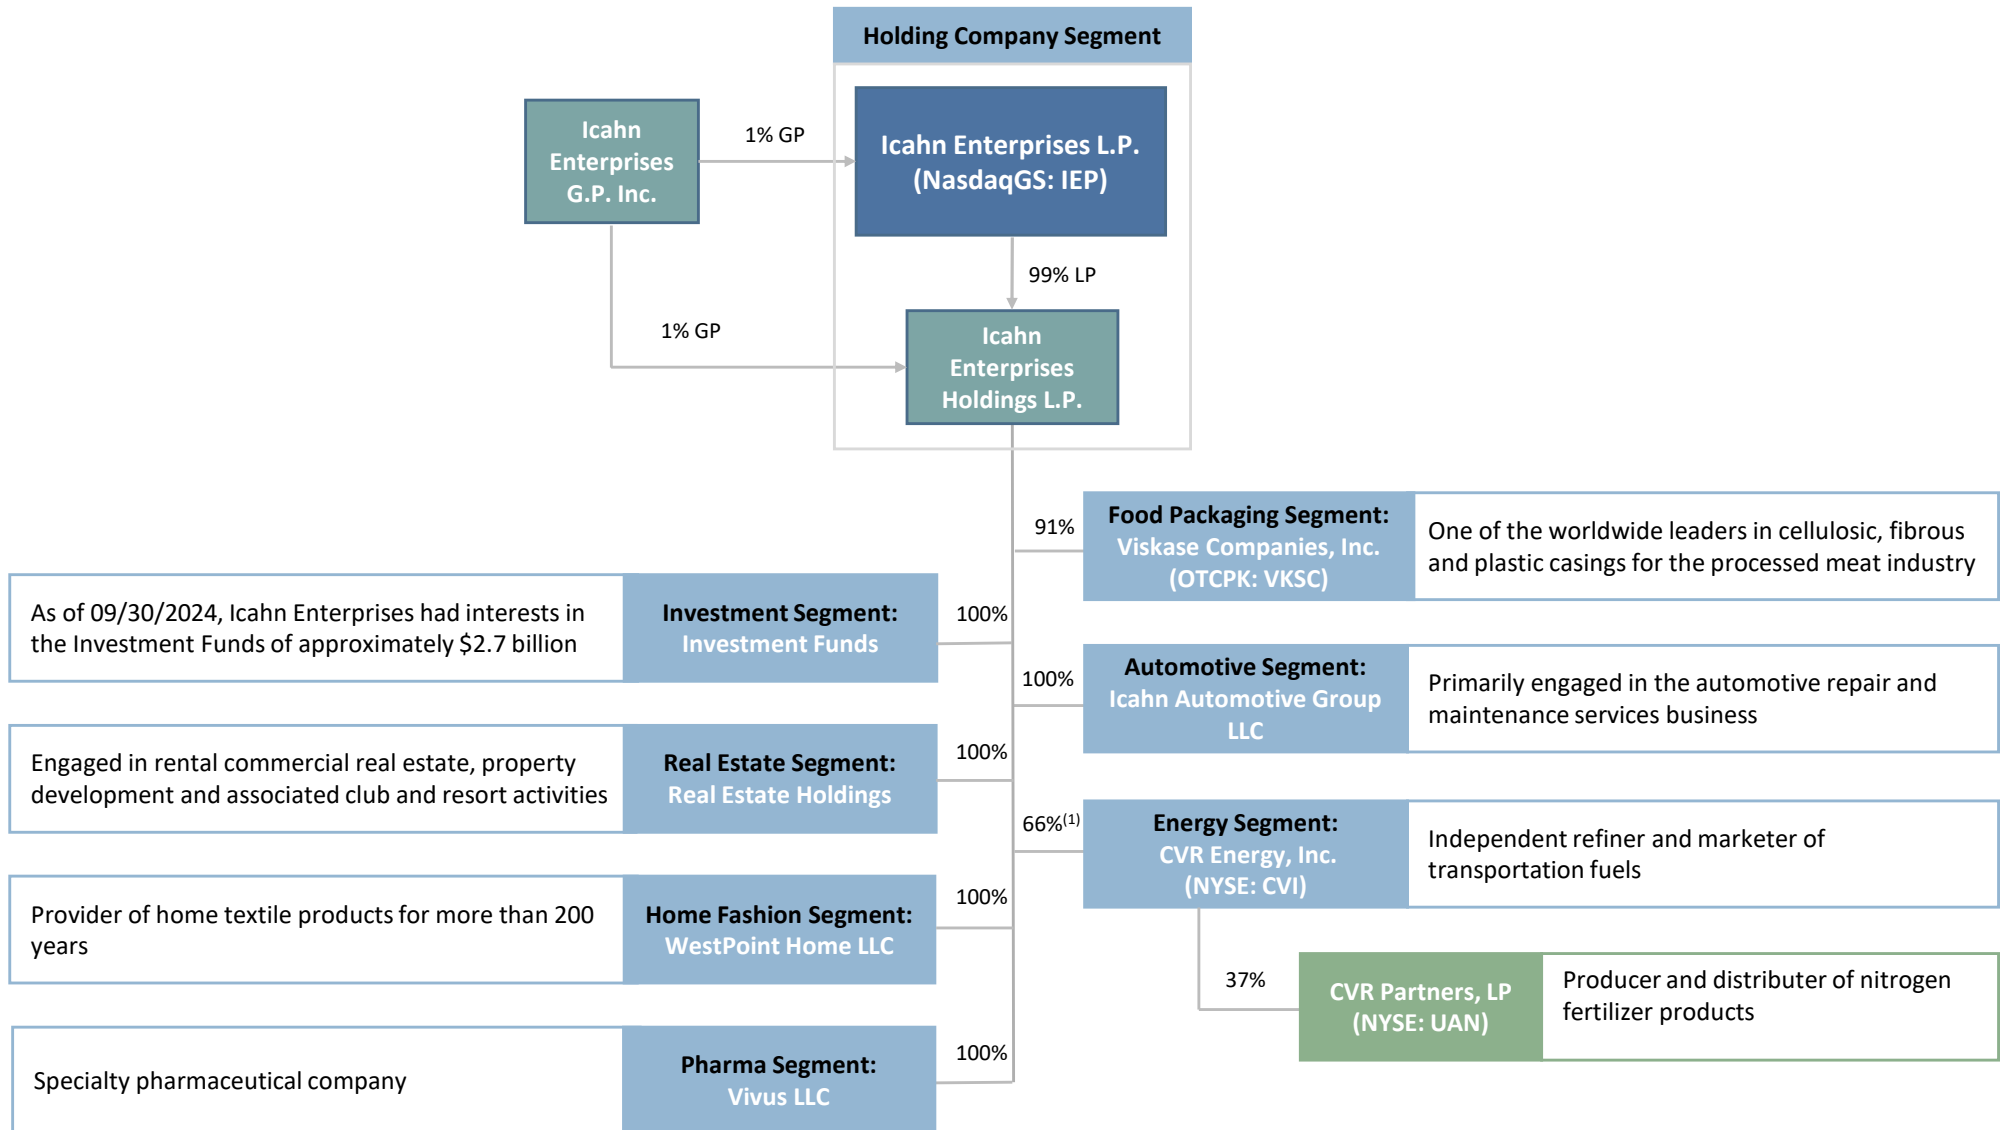 Holding Company Segment
Icahn
Enterprises
G.P. Inc.
1% GP
Icahn Enterprises L.P.
(NasdaqGS: IEP)
99% LP
1% GP
Icahn
Enterprises
Holdings L.P.
91%
Food Packaging Segment:
Viskase Companies, Inc.
(OTCPK: VKSC)
One of the worldwide leaders in cellulosic, fibrous
and plastic casings for the processed meat industry
As of 09/30/2024, Icahn Enterprises had interests in
the Investment Funds of approximately $2.7 billion
Investment Segment:
Investment Funds
100%
100%
Automotive Segment:
Icahn Automotive Group
LLC
Primarily engaged in the automotive repair and
maintenance services business
Engaged in rental commercial real estate, property
development and associated club and resort activities
Real Estate Segment:
Real Estate Holdings
100%
66%(1)
Energy Segment:
CVR Energy, Inc.
(NYSE: CVI)
Independent refiner and marketer of
transportation fuels
Provider of home textile products for more than 200
years
Home Fashion Segment:
WestPoint Home LLC
100%
37%
CVR Partners, LP
(NYSE: UAN)
Producer and distributer of nitrogen
fertilizer products
Specialty pharmaceutical company
Pharma Segment:
Vivus LLC
100%